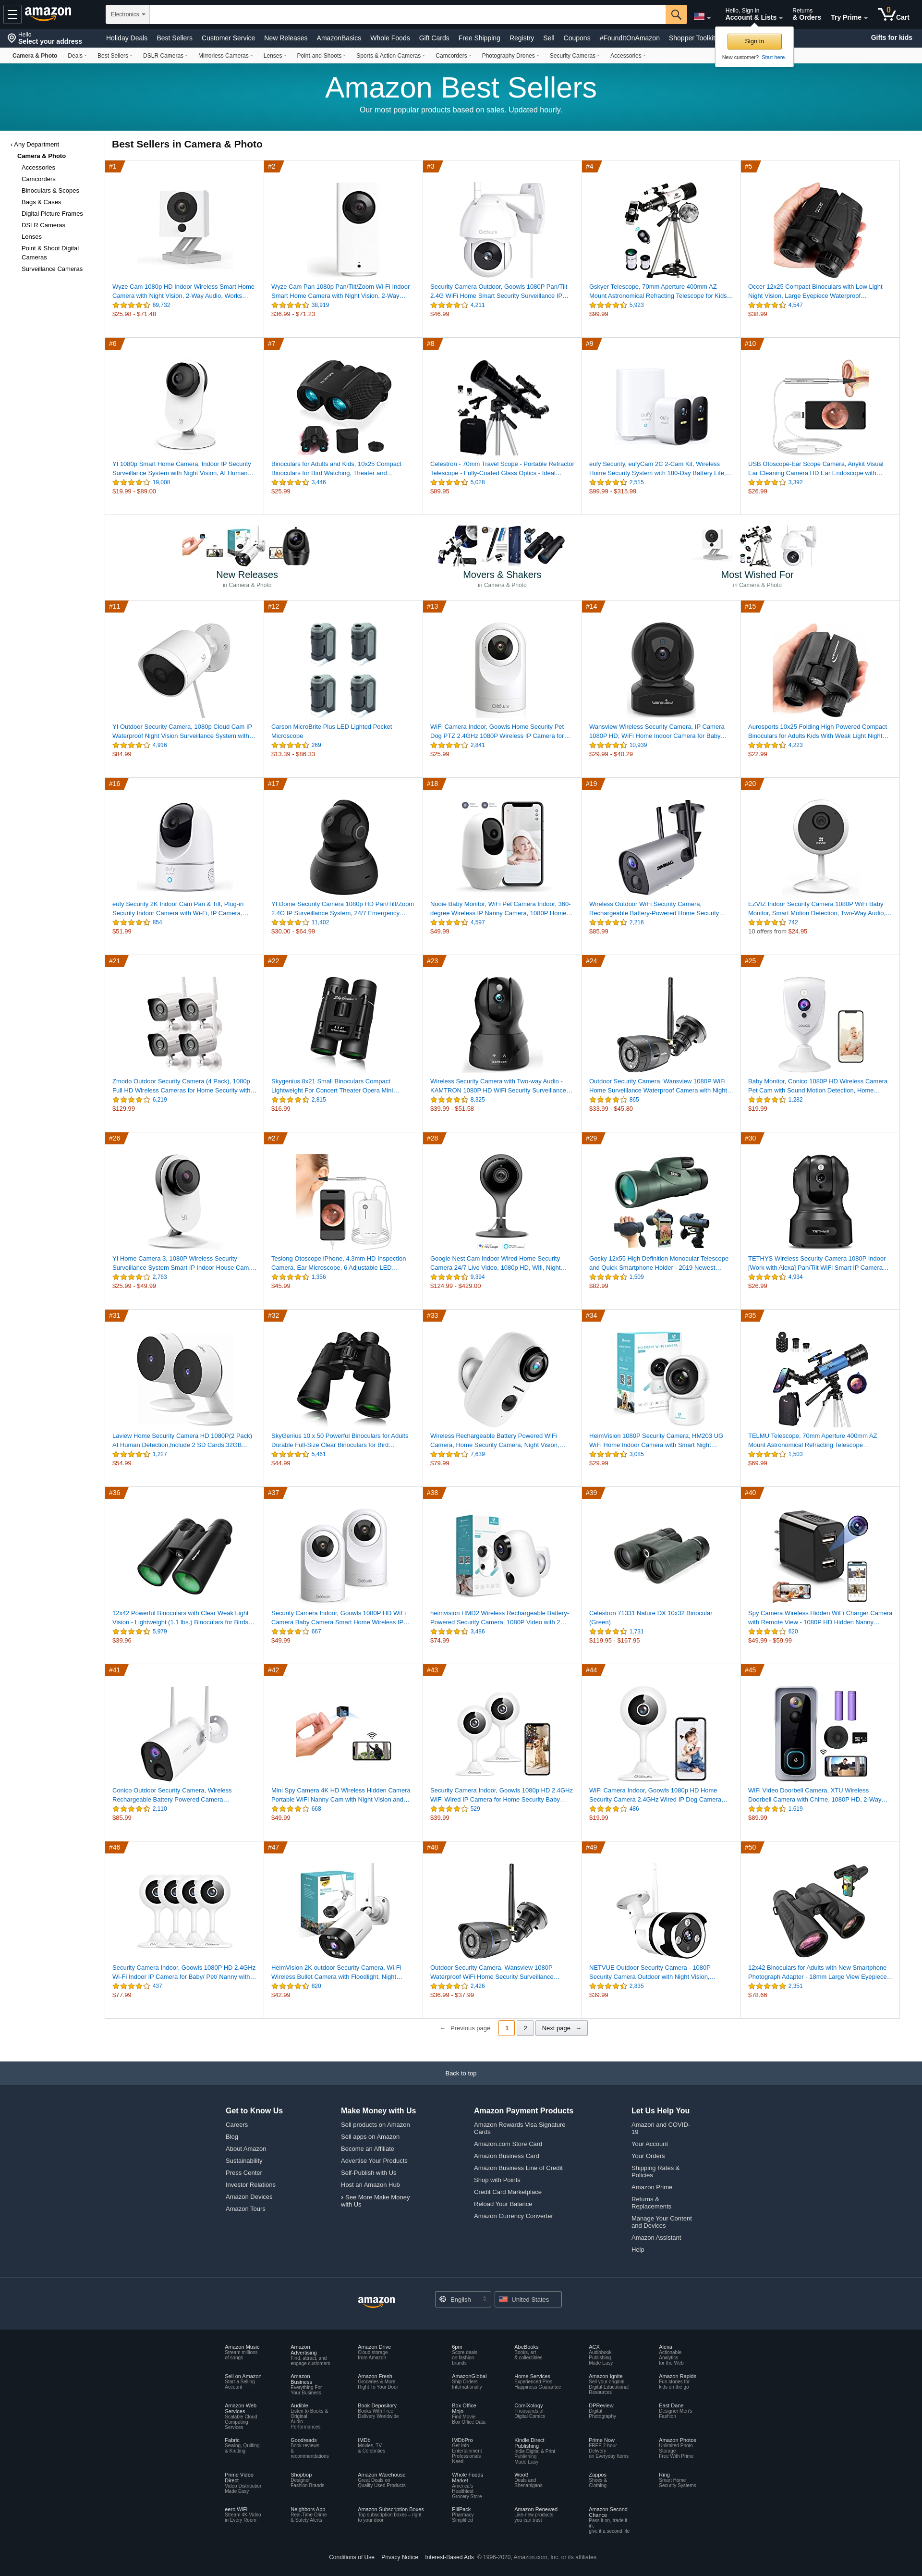 amazon
Electronics
Hello, Sign in
Account & Lists
Returns
& Orders
Try Prime
0
Cart
Hello
Select your address
Holiday Deals
Best Sellers
Customer Service
New Releases
AmazonBasics
Whole Foods
Gift Cards
Free Shipping
Registry
Sell
Coupons
#FoundItOnAmazon
Shopper Toolkit
Gifts for kids
Sign in
New customer? Start here.
Camera & Photo
Deals
Best Sellers
DSLR Cameras
Mirrorless Cameras
Lenses
Point-and-Shoots
Sports & Action Cameras
Camcorders
Photography Drones
Security Cameras
Accessories
Amazon Best Sellers
Our most popular products based on sales. Updated hourly.
‹ Any Department
Camera & Photo
Accessories
Camcorders
Binoculars & Scopes
Bags & Cases
Digital Picture Frames
DSLR Cameras
Lenses
Point & Shoot Digital
Cameras
Surveillance Cameras
Best Sellers in Camera & Photo
#1
Wyze Cam 1080p HD Indoor Wireless Smart Home
Camera with Night Vision, 2-Way Audio, Works…
69,732
$25.98 - $71.48
#2
Wyze Cam Pan 1080p Pan/Tilt/Zoom Wi-Fi Indoor
Smart Home Camera with Night Vision, 2-Way…
38,919
$36.99 - $71.23
#3
Security Camera Outdoor, Goowls 1080P Pan/Tilt
2.4G WiFi Home Smart Security Surveillance IP…
4,211
$46.99
#4
Gskyer Telescope, 70mm Aperture 400mm AZ
Mount Astronomical Refracting Telescope for Kids…
5,923
$99.99
#5
Occer 12x25 Compact Binoculars with Low Light
Night Vision, Large Eyepiece Waterproof…
4,547
$38.99
#6
YI 1080p Smart Home Camera, Indoor IP Security
Surveillance System with Night Vision, AI Human…
19,008
$19.99 - $89.00
#7
Binoculars for Adults and Kids, 10x25 Compact
Binoculars for Bird Watching, Theater and…
3,446
$25.99
#8
Celestron - 70mm Travel Scope - Portable Refractor
Telescope - Fully-Coated Glass Optics - Ideal…
5,028
$89.95
#9
eufy Security, eufyCam 2C 2-Cam Kit, Wireless
Home Security System with 180-Day Battery Life,…
2,515
$99.99 - $315.99
#10
USB Otoscope-Ear Scope Camera, Anykit Visual
Ear Cleaning Camera HD Ear Endoscope with…
3,392
$26.99
New Releases
in Camera & Photo
Movers & Shakers
in Camera & Photo
Most Wished For
in Camera & Photo
#11
YI Outdoor Security Camera, 1080p Cloud Cam IP
Waterproof Night Vision Surveillance System with…
4,916
$84.99
#12
Carson MicroBrite Plus LED Lighted Pocket
Microscope
269
$13.39 - $86.33
#13
WiFi Camera Indoor, Goowls Home Security Pet
Dog PTZ 2.4GHz 1080P Wireless IP Camera for…
2,841
$25.99
#14
Wansview Wireless Security Camera, IP Camera
1080P HD, WiFi Home Indoor Camera for Baby…
10,939
$29.99 - $40.29
#15
Aurosports 10x25 Folding High Powered Compact
Binoculars for Adults Kids With Weak Light Night…
4,223
$22.99
#16
eufy Security 2K Indoor Cam Pan & Tilt, Plug-in
Security Indoor Camera with Wi-Fi, IP Camera,…
854
$51.99
#17
YI Dome Security Camera 1080p HD Pan/Tilt/Zoom
2.4G IP Surveillance System, 24/7 Emergency…
11,402
$30.00 - $64.99
#18
Nooie Baby Monitor, WiFi Pet Camera Indoor, 360-
degree Wireless IP Nanny Camera, 1080P Home…
4,597
$49.99
#19
Wireless Outdoor WiFi Security Camera,
Rechargeable Battery-Powered Home Security…
2,216
$85.99
#20
EZVIZ Indoor Security Camera 1080P WiFi Baby
Monitor, Smart Motion Detection, Two-Way Audio,…
742
10 offers from $24.95
#21
Zmodo Outdoor Security Camera (4 Pack), 1080p
Full HD Wireless Cameras for Home Security with…
6,219
$129.99
#22
Skygenius 8x21 Small Binoculars Compact
Lightweight For Concert Theater Opera Mini…
2,815
$16.99
#23
Wireless Security Camera with Two-way Audio -
KAMTRON 1080P HD WiFi Security Surveillance…
8,325
$39.99 - $51.58
#24
Outdoor Security Camera, Wansview 1080P WiFi
Home Surveillance Waterproof Camera with Night…
865
$33.99 - $45.80
#25
Baby Monitor, Conico 1080P HD Wireless Camera
Pet Cam with Sound Motion Detection, Home…
1,282
$19.99
#26
YI Home Camera 3, 1080P Wireless Security
Surveillance System Smart IP Indoor House Cam,…
2,763
$25.99 - $49.99
#27
Teslong Otoscope iPhone, 4.3mm HD Inspection
Camera, Ear Microscope, 6 Adjustable LED…
1,356
$45.99
#28
Google Nest Cam Indoor Wired Home Security
Camera 24/7 Live Video, 1080p HD, Wifi, Night…
9,394
$124.99 - $429.00
#29
Gosky 12x55 High Definition Monocular Telescope
and Quick Smartphone Holder - 2019 Newest…
1,509
$82.99
#30
TETHYS Wireless Security Camera 1080P Indoor
[Work with Alexa] Pan/Tilt WiFi Smart IP Camera…
4,934
$26.99
#31
Laview Home Security Camera HD 1080P(2 Pack)
AI Human Detection,Include 2 SD Cards,32GB…
1,227
$54.99
#32
SkyGenius 10 x 50 Powerful Binoculars for Adults
Durable Full-Size Clear Binoculars for Bird…
5,461
$44.99
#33
Wireless Rechargeable Battery Powered WiFi
Camera, Home Security Camera, Night Vision,…
7,639
$79.99
#34
HeimVision 1080P Security Camera, HM203 UG
WiFi Home Indoor Camera with Smart Night…
3,085
$29.99
#35
TELMU Telescope, 70mm Aperture 400mm AZ
Mount Astronomical Refracting Telescope…
1,503
$69.99
#36
12x42 Powerful Binoculars with Clear Weak Light
Vision - Lightweight (1.1 lbs.) Binoculars for Birds…
5,979
$39.96
#37
Security Camera Indoor, Goowls 1080P HD WiFi
Camera Baby Camera Smart Home Wireless IP…
667
$49.99
#38
heimvision HMD2 Wireless Rechargeable Battery-
Powered Security Camera, 1080P Video with 2…
3,486
$74.99
#39
Celestron 71331 Nature DX 10x32 Binocular
(Green)
1,731
$119.95 - $167.95
#40
Spy Camera Wireless Hidden WiFi Charger Camera
with Remote View - 1080P HD Hidden Nanny…
620
$49.99 - $59.99
#41
Conico Outdoor Security Camera, Wireless
Rechargeable Battery Powered Camera…
2,110
$85.99
#42
Mini Spy Camera 4K HD Wireless Hidden Camera
Portable WiFi Nanny Cam with Night Vision and…
668
$49.99
#43
Security Camera Indoor, Goowls 1080p HD 2.4GHz
WiFi Wired IP Camera for Home Security Baby…
529
$39.99
#44
WiFi Camera Indoor, Goowls 1080p HD Home
Security Camera 2.4GHz Wired IP Dog Camera…
486
$19.99
#45
WiFi Video Doorbell Camera, XTU Wireless
Doorbell Camera with Chime, 1080P HD, 2-Way…
1,619
$89.99
#46
Security Camera Indoor, Goowls 1080P HD 2.4GHz
Wi-Fi Indoor IP Camera for Baby/ Pet/ Nanny with…
437
$77.99
#47
HeimVision 2K outdoor Security Camera, Wi-Fi
Wireless Bullet Camera with Floodlight, Night…
820
$42.99
#48
Outdoor Security Camera, Wansview 1080P
Waterproof WiFi Home Security Surveillance…
2,426
$36.99 - $37.99
#49
NETVUE Outdoor Security Camera - 1080P
Security Camera Outdoor with Night Vision,…
2,835
$39.99
#50
12x42 Binoculars for Adults with New Smartphone
Photograph Adapter - 18mm Large View Eyepiece…
2,351
$78.66
← Previous page
1
2
Next page →
Back to top
Get to Know Us
Careers
Blog
About Amazon
Sustainability
Press Center
Investor Relations
Amazon Devices
Amazon Tours
Make Money with Us
Sell products on Amazon
Sell apps on Amazon
Become an Affiliate
Advertise Your Products
Self-Publish with Us
Host an Amazon Hub
› See More Make Money
with Us
Amazon Payment Products
Amazon Rewards Visa Signature
Cards
Amazon.com Store Card
Amazon Business Card
Amazon Business Line of Credit
Shop with Points
Credit Card Marketplace
Reload Your Balance
Amazon Currency Converter
Let Us Help You
Amazon and COVID-
19
Your Account
Your Orders
Shipping Rates &
Policies
Amazon Prime
Returns &
Replacements
Manage Your Content
and Devices
Amazon Assistant
Help
amazon
English
United States
Amazon Music
Stream millions
of songs
Amazon
Advertising
Find, attract, and
engage customers
Amazon Drive
Cloud storage
from Amazon
6pm
Score deals
on fashion
brands
AbeBooks
Books, art
& collectibles
ACX
Audiobook
Publishing
Made Easy
Alexa
Actionable
Analytics
for the Web
Sell on Amazon
Start a Selling
Account
Amazon
Business
Everything For
Your Business
Amazon Fresh
Groceries & More
Right To Your Door
AmazonGlobal
Ship Orders
Internationally
Home Services
Experienced Pros
Happiness Guarantee
Amazon Ignite
Sell your original
Digital Educational
Resources
Amazon Rapids
Fun stories for
kids on the go
Amazon Web
Services
Scalable Cloud
Computing
Services
Audible
Listen to Books &
Original
Audio
Performances
Book Depository
Books With Free
Delivery Worldwide
Box Office
Mojo
Find Movie
Box Office Data
ComiXology
Thousands of
Digital Comics
DPReview
Digital
Photography
East Dane
Designer Men's
Fashion
Fabric
Sewing, Quilting
& Knitting
Goodreads
Book reviews
&
recommendations
IMDb
Movies, TV
& Celebrities
IMDbPro
Get Info
Entertainment
Professionals
Need
Kindle Direct
Publishing
Indie Digital & Print
Publishing
Made Easy
Prime Now
FREE 2-hour
Delivery
on Everyday Items
Amazon Photos
Unlimited Photo
Storage
Free With Prime
Prime Video
Direct
Video Distribution
Made Easy
Shopbop
Designer
Fashion Brands
Amazon Warehouse
Great Deals on
Quality Used Products
Whole Foods
Market
America's
Healthiest
Grocery Store
Woot!
Deals and
Shenanigans
Zappos
Shoes &
Clothing
Ring
Smart Home
Security Systems
eero WiFi
Stream 4K Video
in Every Room
Neighbors App
Real-Time Crime
& Safety Alerts
Amazon Subscription Boxes
Top subscription boxes – right
to your door
PillPack
Pharmacy
Simplified
Amazon Renewed
Like-new products
you can trust
Amazon Second
Chance
Pass it on, trade it
in,
give it a second life
Conditions of Use
Privacy Notice
Interest-Based Ads
© 1996-2020, Amazon.com, Inc. or its affiliates